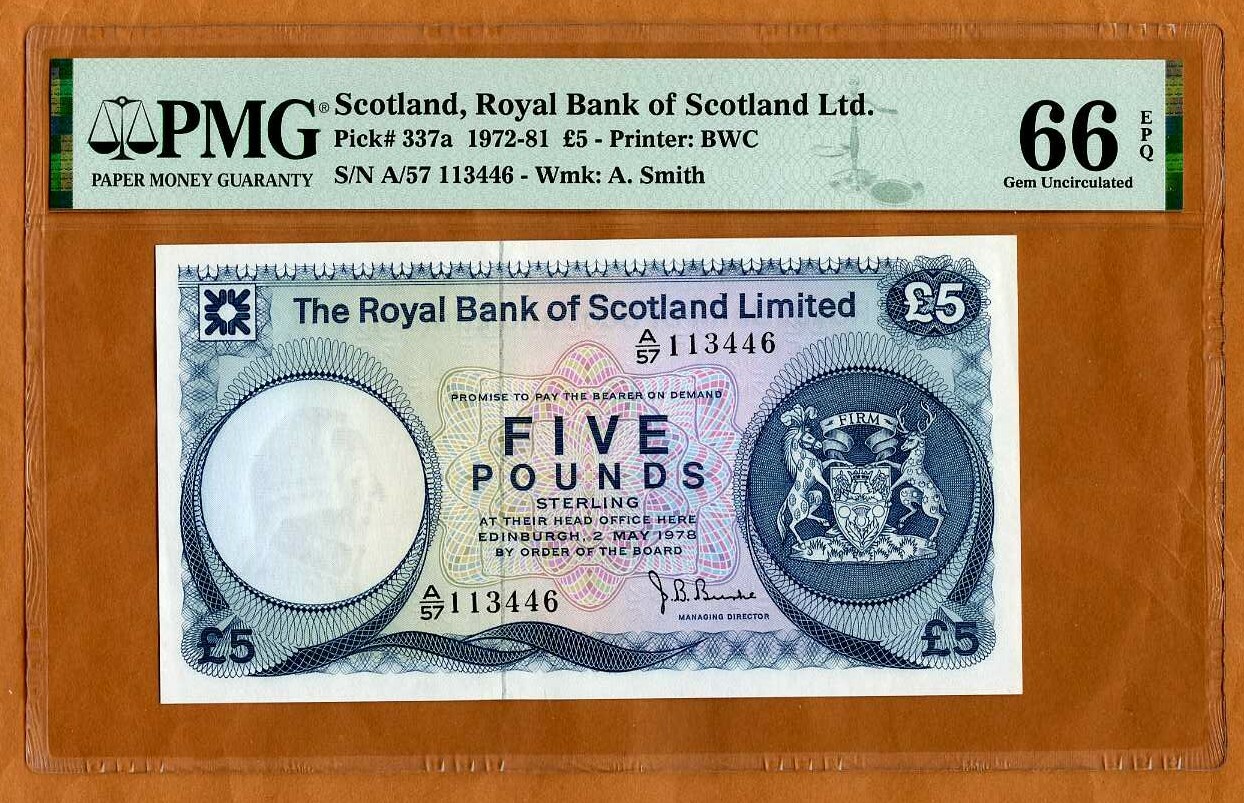 PMG®
PAPER MONEY GUARANTY
Scotland, Royal Bank of Scotland Ltd.
Pick# 337a 1972-81 £5 - Printer: BWC
S/N A/57 113446 - Wmk: A. Smith
66 EPQ
Gem Uncirculated
The Royal Bank of Scotland Limited
£5
A/57 113446
PROMISE TO PAY THE BEARER ON DEMAND
FIVE
POUNDS
STERLING
AT THEIR HEAD OFFICE HERE
EDINBURGH, 2 MAY 1978
BY ORDER OF THE BOARD
FIRM
A/57 113446
J.B. Burke
MANAGING DIRECTOR
£5
£5